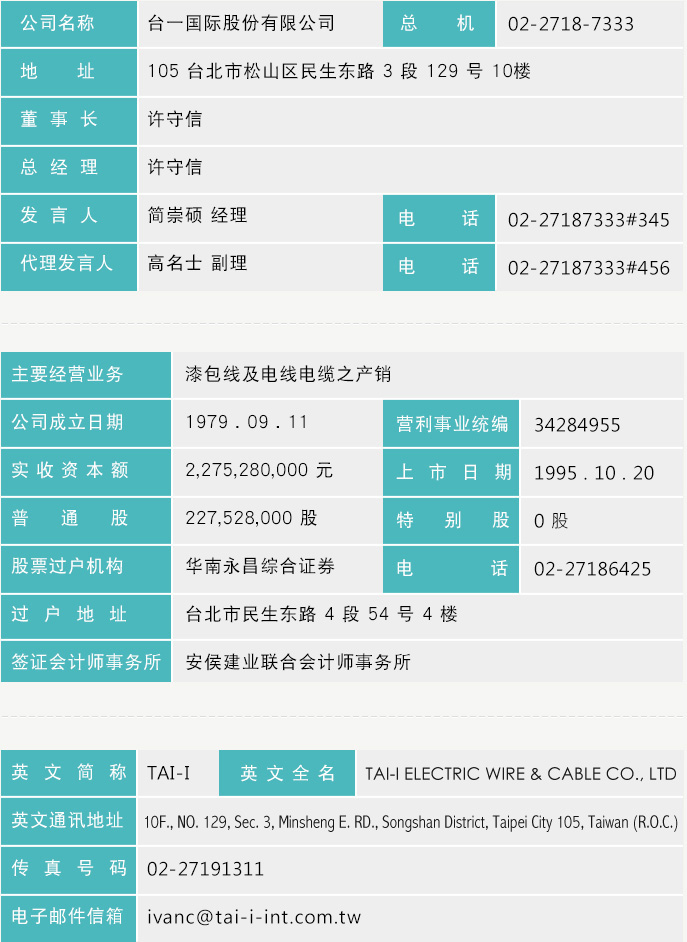 公司名称 台一国际股份有限公司 总机 02-2718-7333
地址 105 台北市松山区民生东路 3 段 129 号 10楼
董事长 许守信
总经理 许守信
发言人 简崇硕 经理 电话 02-27187333#345
代理发言人 高名士 副理 电话 02-27187333#456
主要经营业务 漆包线及电线电缆之产销
公司成立日期 1979 . 09 . 11 营利事业统编 34284955
实收资本额 2,275,280,000 元 上市日期 1995 . 10 . 20
普通股 227,528,000 股 特别股 0 股
股票过户机构 华南永昌综合证券 电话 02-27186425
过户地址 台北市民生东路 4 段 54 号 4 楼
签证会计师事务所 安侯建业联合会计师事务所
英文简称 TAI-I 英文全名 TAI-I ELECTRIC WIRE & CABLE CO., LTD
英文通讯地址 10F., NO. 129, Sec. 3, Minsheng E. RD., Songshan District, Taipei City 105, Taiwan (R.O.C.)
传真号码 02-27191311
电子邮件信箱 ivanc@tai-i-int.com.tw